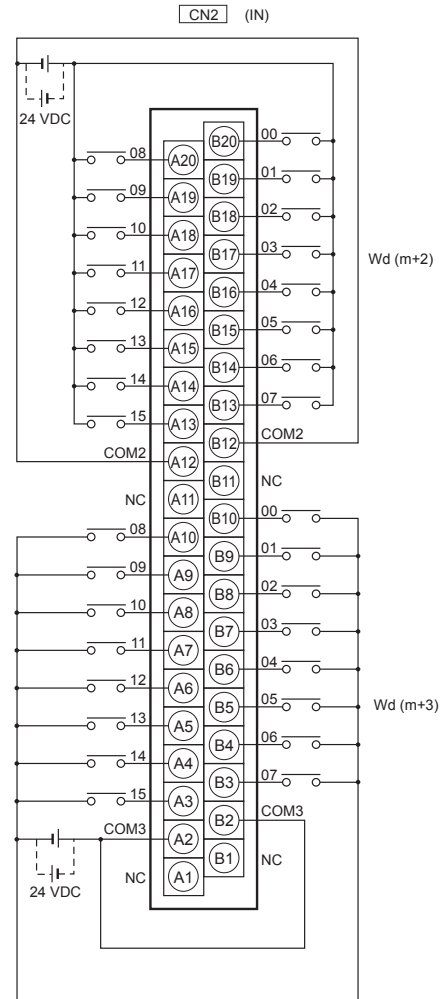 CN2 (IN)
24 VDC
08 A20 B20 00
09 A19 B19 01
10 A18 B18 02
11 A17 B17 03
Wd (m+2)
12 A16 B16 04
13 A15 B15 05
14 A14 B14 06
15 A13 B13 07
COM2 A12 B12 COM2
NC A11 B11 NC
08 A10 B10 00
09 A9 B9 01
10 A8 B8 02
11 A7 B7 03
12 A6 B6 04
13 A5 B5 05
Wd (m+3)
14 A4 B4 06
15 A3 B3 07
COM3 A2 B2 COM3
NC A1 B1 NC
24 VDC